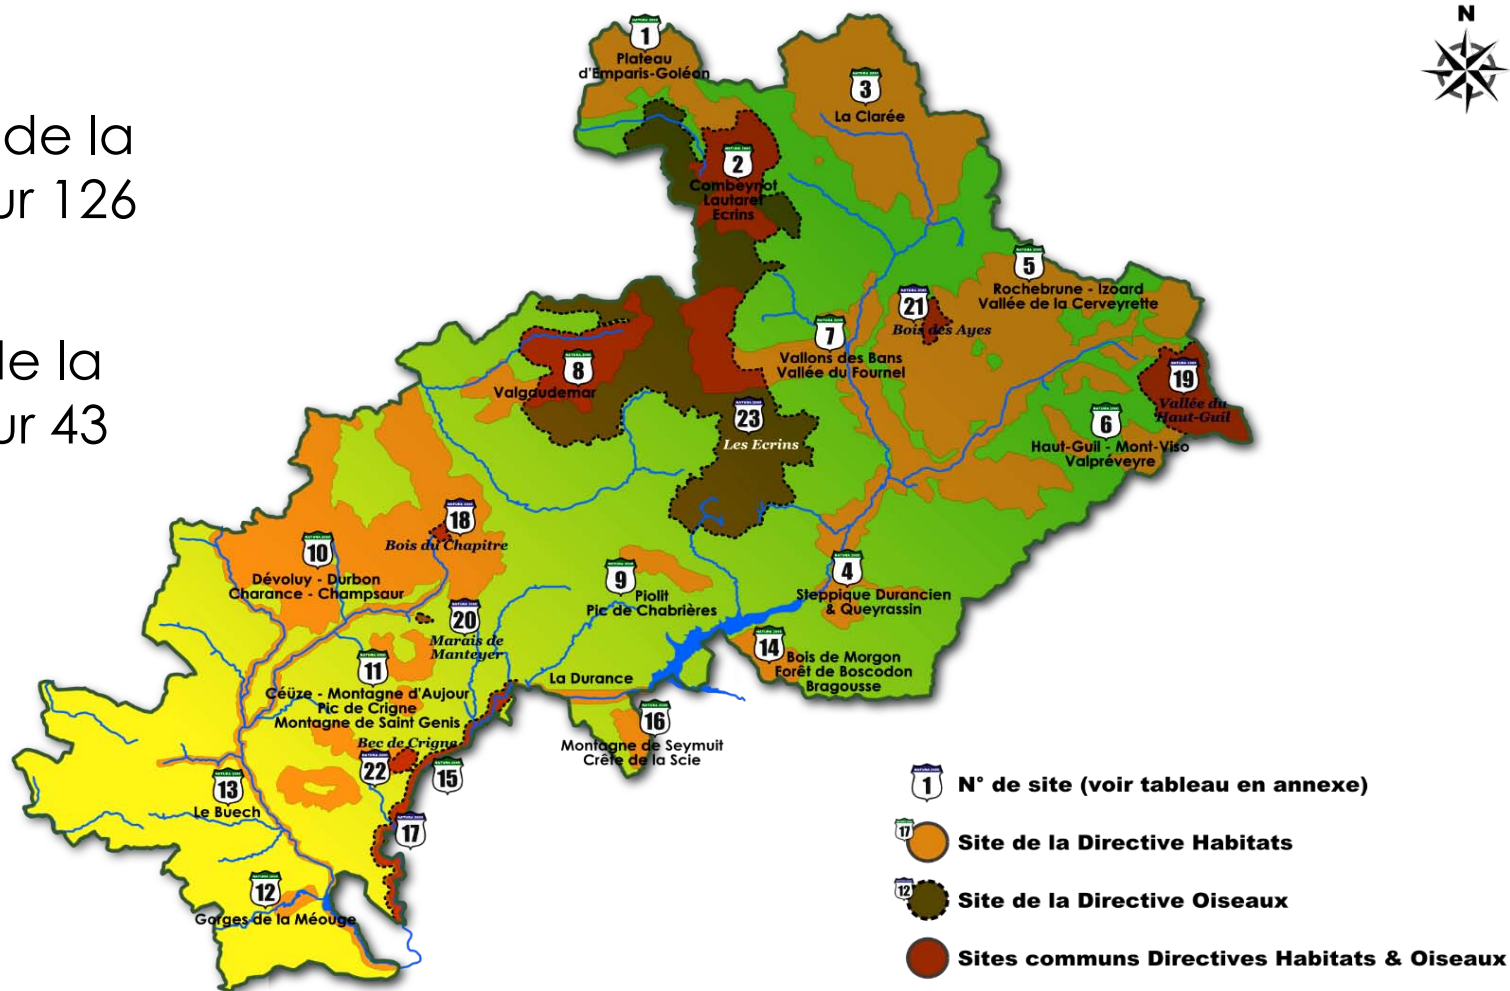 de la
ur 126
de la
ur 43
N
1
Plateau
d'Emparis-Goléon
3
La Clarée
2
Combeynot
Lautaret
Ecrins
5
Rochebrune - Izoard
Vallée de la Cerveyrette
21
Bois des Ayes
7
Vallons des Bans
Vallée du Fournel
8
Valgaudemar
19
Vallée du
Haut-Guil
23
Les Ecrins
6
Haut-Guil - Mont-Viso
Valpréveyre
18
Bois du Chapitre
10
Dévoluy - Durbon
Charance - Champsaur
9
Piolit
Pic de Chabrières
4
Steppique Durancien
& Queyrassin
20
Marais de
Manteyer
14
Bois de Morgon
Forêt de Boscodon
Bragousse
11
Céüze - Montagne d'Aujour
Pic de Crigne
Montagne de Saint Genis
La Durance
16
Montagne de Seymuit
Crête de la Scie
Bec de Crigne
22
15
13
Le Buech
17
12
Gorges de la Méouge
1 N° de site (voir tableau en annexe)
17 Site de la Directive Habitats
12 Site de la Directive Oiseaux
Sites communs Directives Habitats & Oiseaux